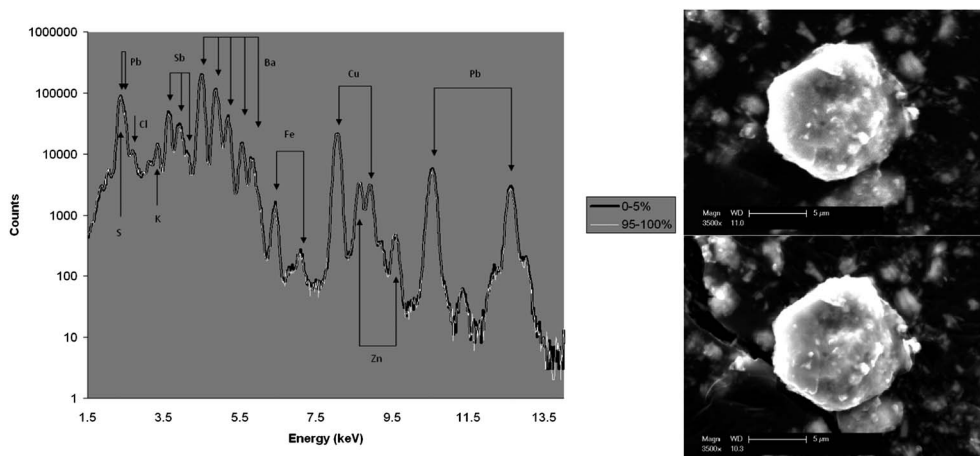 1000000
100000
10000
1000
100
10
1
Counts
1.5 3.5 5.5 7.5 9.5 11.5 13.5
Energy (keV)
Pb
Cl
S
K
Sb
Ba
Fe
Cu
Zn
Pb
0-5%
95-100%
Magn WD 5 µm
3500x 11.0
Magn WD 5 µm
3500x 10.3